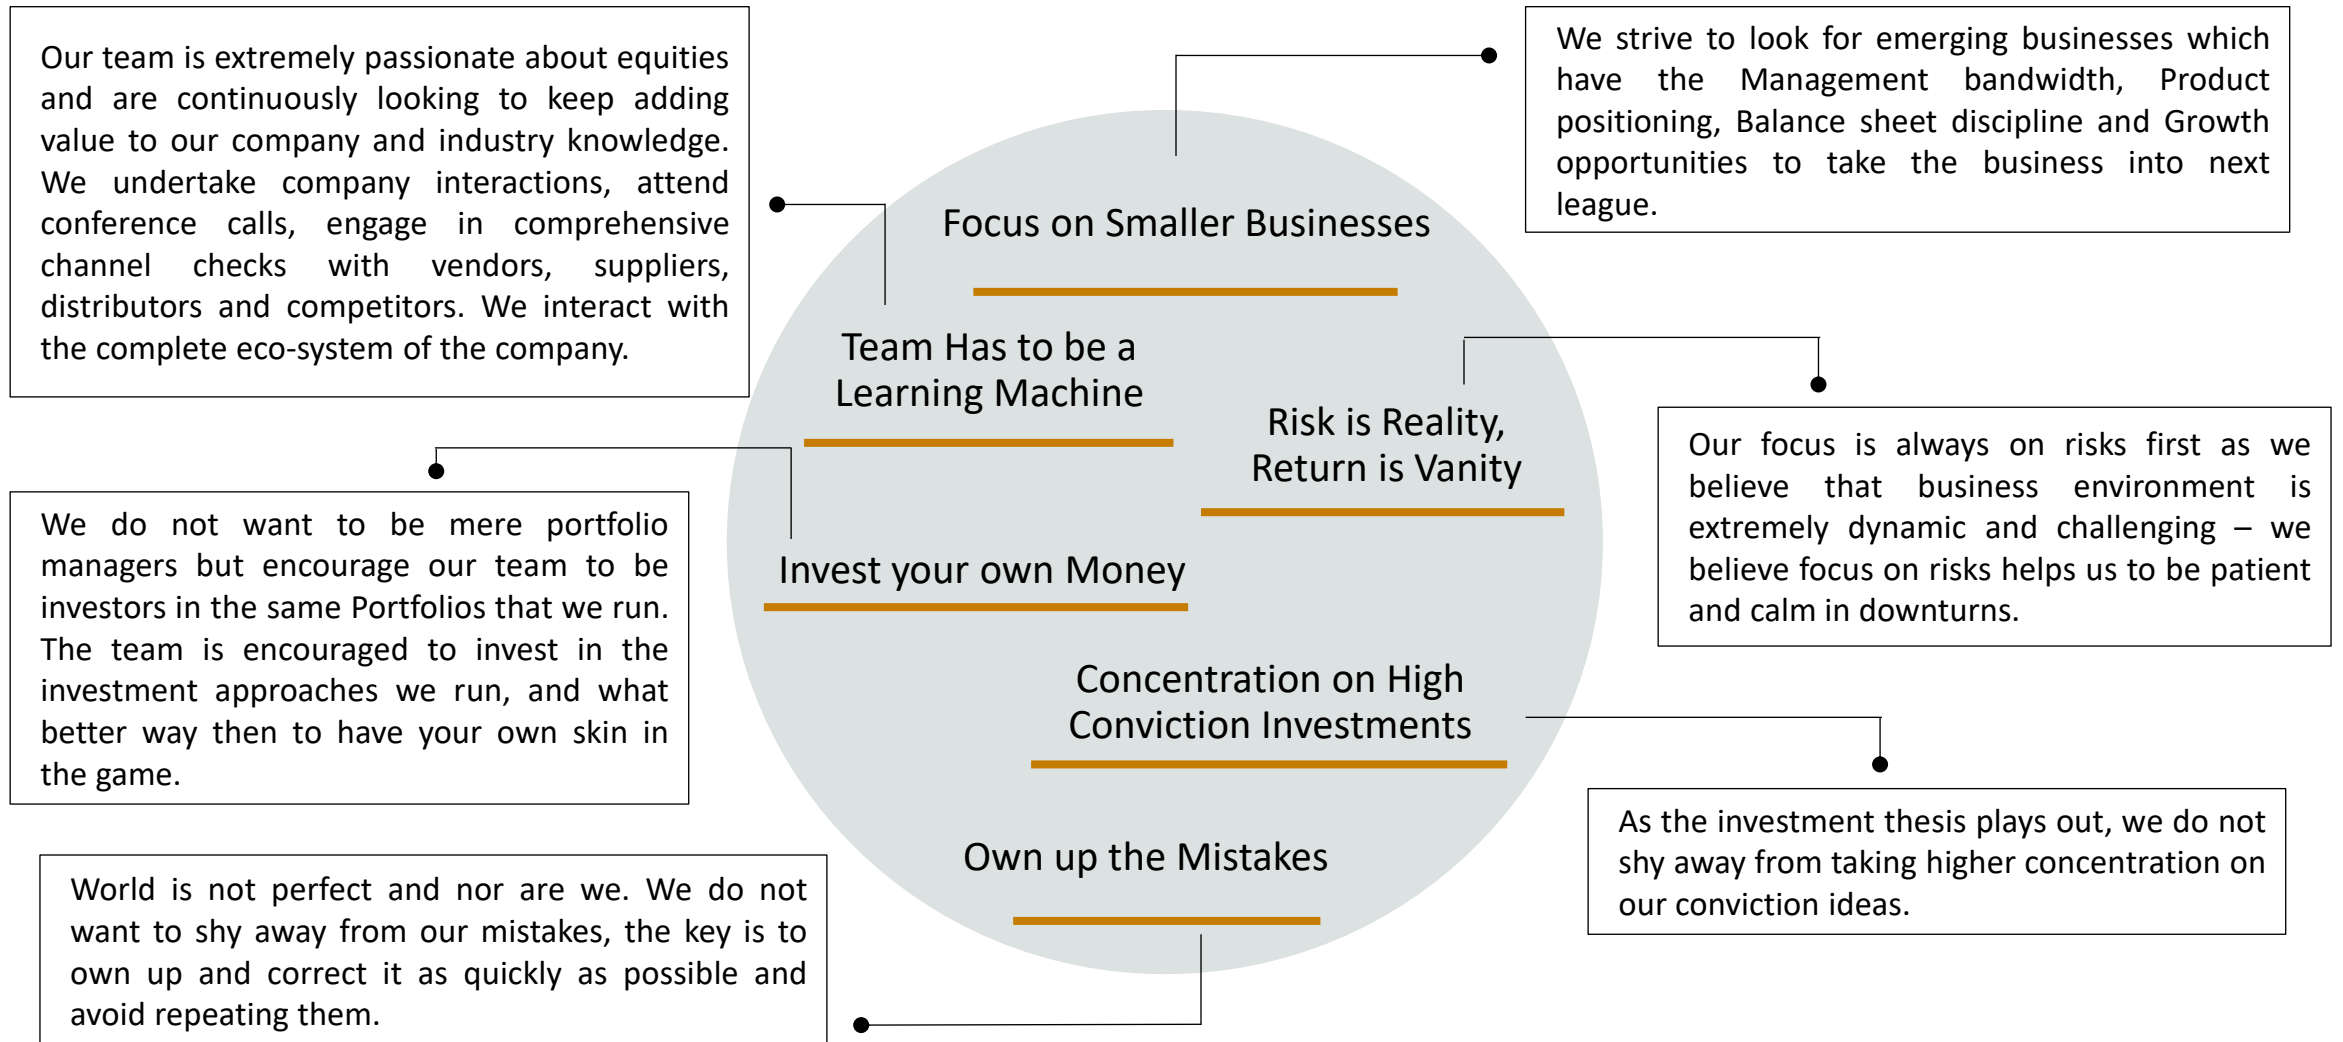 Our team is extremely passionate about equities
and are continuously looking to keep adding
value to our company and industry knowledge.
We undertake company interactions, attend
conference calls, engage in comprehensive
channel checks with vendors, suppliers,
distributors and competitors. We interact with
the complete eco-system of the company.
We strive to look for emerging businesses which
have the Management bandwidth, Product
positioning, Balance sheet discipline and Growth
opportunities to take the business into next
league.
Focus on Smaller Businesses
Team Has to be a
Learning Machine
Risk is Reality,
Return is Vanity
Our focus is always on risks first as we
believe that business environment is
extremely dynamic and challenging – we
believe focus on risks helps us to be patient
and calm in downturns.
We do not want to be mere portfolio
managers but encourage our team to be
investors in the same Portfolios that we run.
The team is encouraged to invest in the
investment approaches we run, and what
better way then to have your own skin in
the game.
Invest your own Money
Concentration on High
Conviction Investments
As the investment thesis plays out, we do not
shy away from taking higher concentration on
our conviction ideas.
Own up the Mistakes
World is not perfect and nor are we. We do not
want to shy away from our mistakes, the key is to
own up and correct it as quickly as possible and
avoid repeating them.